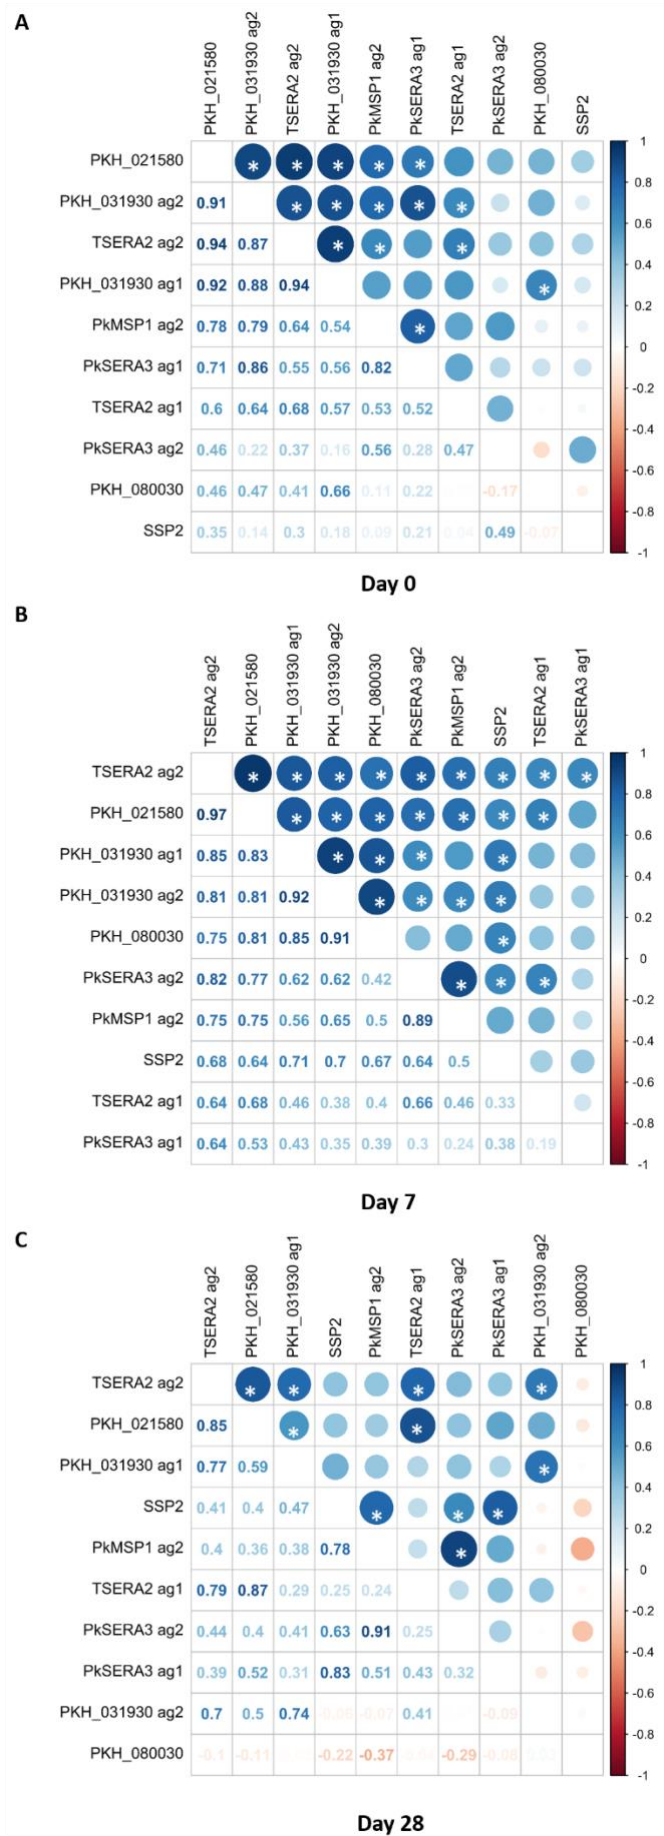 A
PKH_021580
PKH_031930 ag2
TSERA2 ag2
PKH_031930 ag1
PkMSP1 ag2
PkSERA3 ag1
TSERA2 ag1
PkSERA3 ag2
PKH_080030
SSP2
PKH_021580 * * * * *
PKH_031930 ag2 0.91 * * * * *
TSERA2 ag2 0.94 0.87 * * *
PKH_031930 ag1 0.92 0.88 0.94 *
PkMSP1 ag2 0.78 0.79 0.64 0.54 *
PkSERA3 ag1 0.71 0.86 0.55 0.56 0.82
TSERA2 ag1 0.6 0.64 0.68 0.57 0.53 0.52
PkSERA3 ag2 0.46 0.22 0.37 0.16 0.56 0.28 0.47
PKH_080030 0.46 0.47 0.41 0.66 0.11 0.22 -0.17
SSP2 0.35 0.14 0.3 0.18 0.09 0.21 0.04 0.49 -0.07
1
0.8
0.6
0.4
0.2
0
-0.2
-0.4
-0.6
-0.8
-1
Day 0
B
TSERA2 ag2
PKH_021580
PKH_031930 ag1
PKH_031930 ag2
PKH_080030
PkSERA3 ag2
PkMSP1 ag2
SSP2
TSERA2 ag1
PkSERA3 ag1
TSERA2 ag2 * * * * * * * * *
PKH_021580 0.97 * * * * * * *
PKH_031930 ag1 0.85 0.83 * * * *
PKH_031930 ag2 0.81 0.81 0.92 * * * *
PKH_080030 0.75 0.81 0.85 0.91 *
PkSERA3 ag2 0.82 0.77 0.62 0.62 0.42 * * *
PkMSP1 ag2 0.75 0.75 0.56 0.65 0.5 0.89
SSP2 0.68 0.64 0.71 0.7 0.67 0.64 0.5
TSERA2 ag1 0.64 0.68 0.46 0.38 0.4 0.66 0.46 0.33
PkSERA3 ag1 0.64 0.53 0.43 0.35 0.39 0.3 0.24 0.38 0.19
1
0.8
0.6
0.4
0.2
0
-0.2
-0.4
-0.6
-0.8
-1
Day 7
C
TSERA2 ag2
PKH_021580
PKH_031930 ag1
SSP2
PkMSP1 ag2
TSERA2 ag1
PkSERA3 ag2
PkSERA3 ag1
PKH_031930 ag2
PKH_080030
TSERA2 ag2 * * * *
PKH_021580 0.85 * *
PKH_031930 ag1 0.77 0.59 *
SSP2 0.41 0.4 0.47 * * *
PkMSP1 ag2 0.4 0.36 0.38 0.78 *
TSERA2 ag1 0.79 0.87 0.29 0.25 0.24
PkSERA3 ag2 0.44 0.4 0.41 0.63 0.91 0.25
PkSERA3 ag1 0.39 0.52 0.31 0.83 0.51 0.43 0.32
PKH_031930 ag2 0.7 0.5 0.74 -0.07 0.41 -0.09
PKH_080030 -0.1 -0.11 -0.22 -0.37 -0.29 -0.08
1
0.8
0.6
0.4
0.2
0
-0.2
-0.4
-0.6
-0.8
-1
Day 28